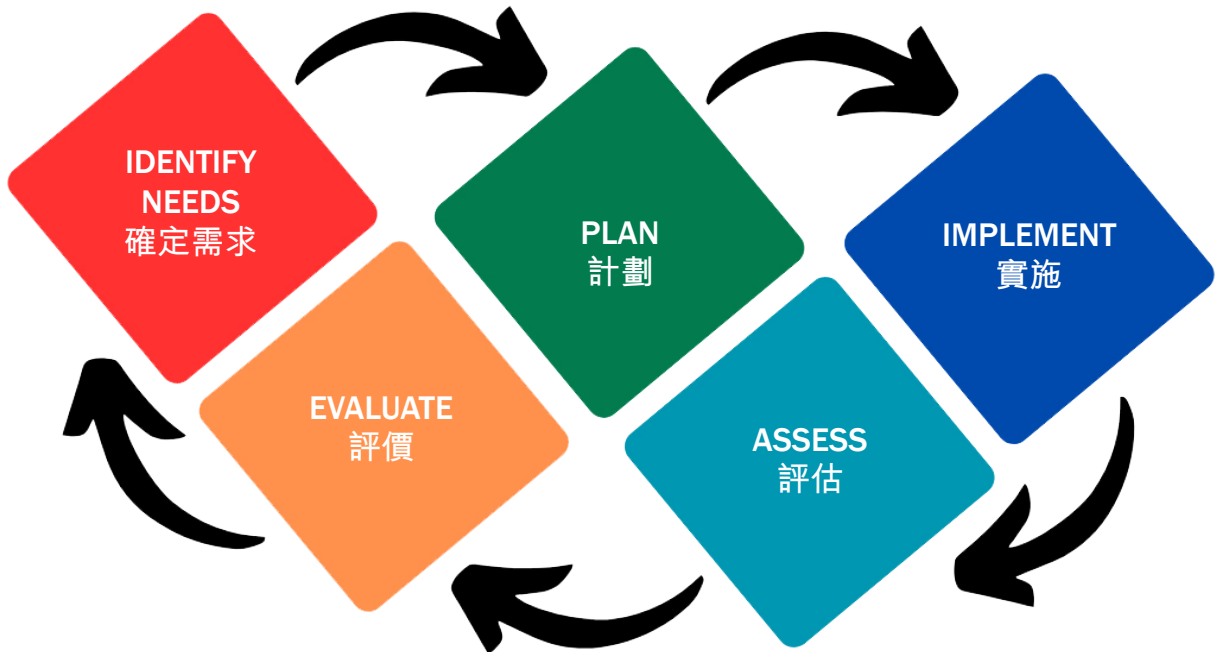 IDENTIFY
NEEDS
確定需求
PLAN
計劃
IMPLEMENT
實施
ASSESS
評估
EVALUATE
評價